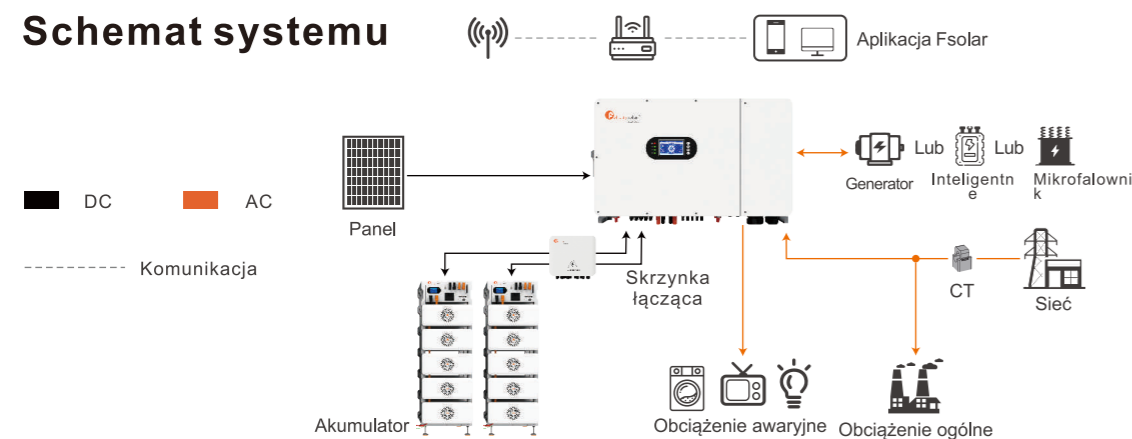 Schemat systemu
Aplikacja Fsolar
Generator
Lub
Inteligentn
e
Lub
Mikrofalowni
k
DC
AC
Panel
Komunikacja
Skrzynka
łącząca
CT
Sieć
Akumulator
Obciążenie awaryjne
Obciążenie ogólne